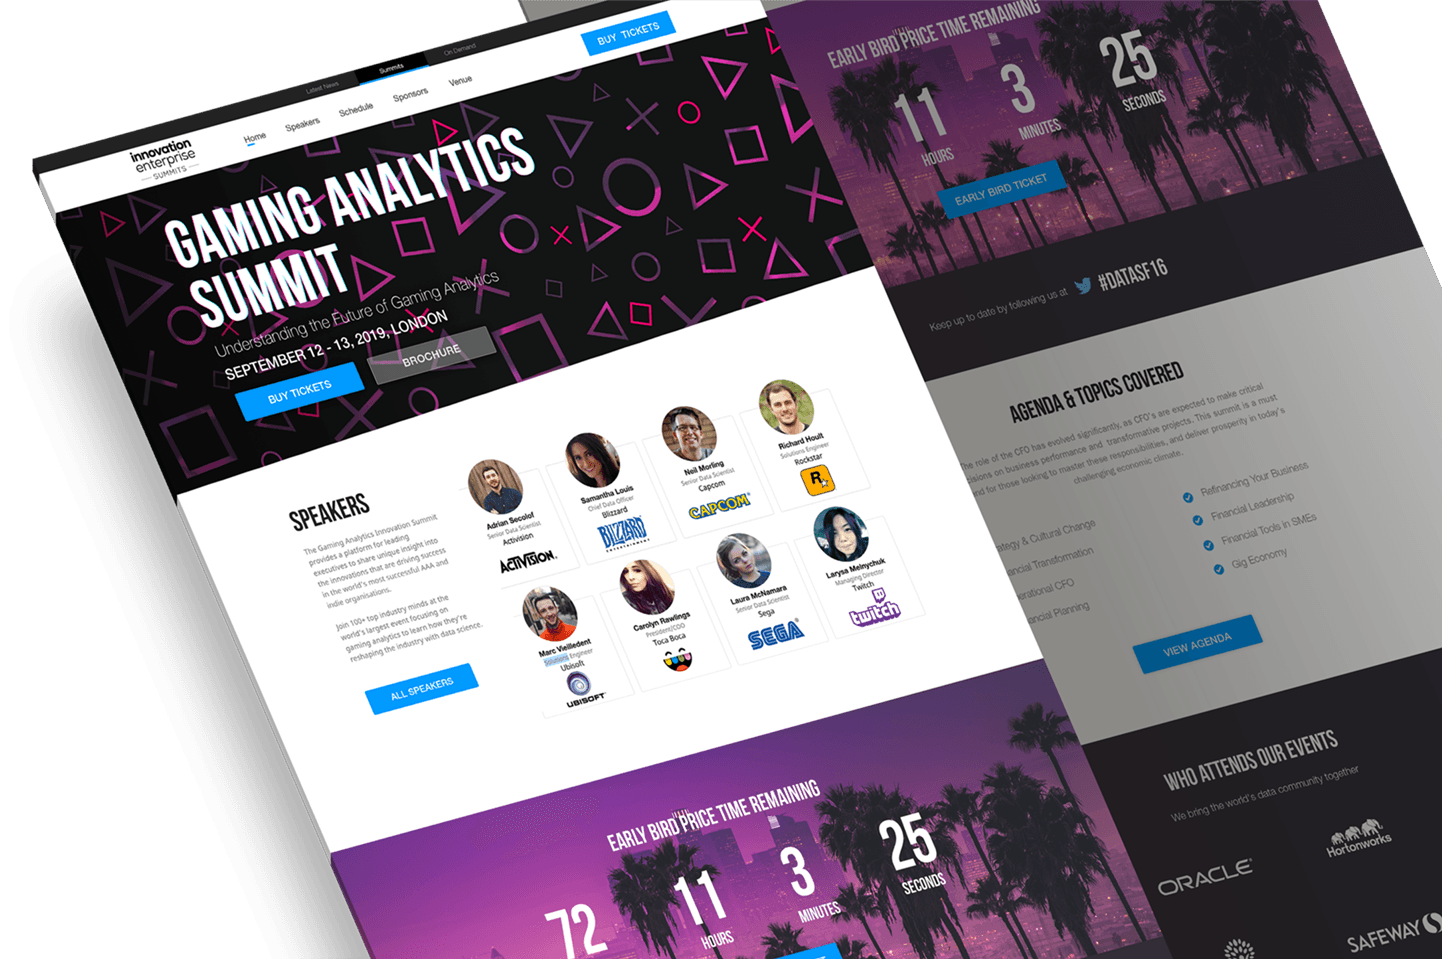 Latest News
Summits
On Demand
BUY TICKETS
innovation
enterprise
SUMMITS
Home
Speakers
Schedule
Sponsors
Venue
GAMING ANALYTICS
SUMMIT
Understanding the Future of Gaming Analytics
SEPTEMBER 12 - 13, 2019, LONDON
BUY TICKETS
BROCHURE
SPEAKERS
The Gaming Analytics Innovation Summit
provides a platform for leading
executives to share unique insight into
the innovations that are driving success
in the world's most successful AAA and
indie organisations.
Join 100+ top industry minds at the
world's largest event focusing on
gaming analytics to learn how they're
reshaping the industry with data science.
ALL SPEAKERS
Adrian Secolof
Senior Data Scientist
Activision
ACTIVISION
Samantha Louis
Chief Data Officer
Blizzard
BLIZZARD
ENTERTAINMENT
Neil Morling
Senior Data Scientist
Capcom
CAPCOM
Richard Hoult
Solutions Engineer
Rockstar
R
Marc Vieilledent
Solutions Engineer
Ubisoft
UBISOFT
Carolyn Rawlings
President/COO
Toca Boca
Laura McNamara
Senior Data Scientist
Sega
SEGA
Larysa Melnychuk
Managing Director
Twitch
twitch
EARLY BIRD PRICE TIME REMAINING
72
11
HOURS
3
MINUTES
25
SECONDS
EARLY BIRD PRICE TIME REMAINING
11
HOURS
3
MINUTES
25
SECONDS
EARLY BIRD TICKET
Keep up to date by following us at
#DATASF16
AGENDA & TOPICS COVERED
The role of the CFO has evolved significantly, as CFO's are expected to make critical
cisions on business performance and transformative projects. This summit is a must
nd for those looking to master these responsibilities, and deliver prosperity in today's
challenging economic climate.
ategy & Cultural Change
ancial Transformation
erational CFO
ancial Planning
Refinancing Your Business
Financial Leadership
Financial Tools in SMEs
Gig Economy
VIEW AGENDA
WHO ATTENDS OUR EVENTS
We bring the world's data community together
Hortonworks
ORACLE
SAFEWAY